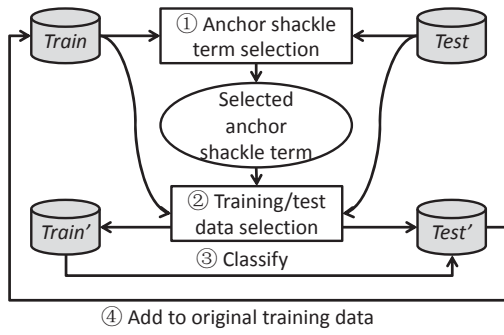 ① Anchor shackle
term selection
Train
Test
Selected
anchor
shackle term
② Training/test
data selection
Train’
Test’
③ Classify
④ Add to original training data